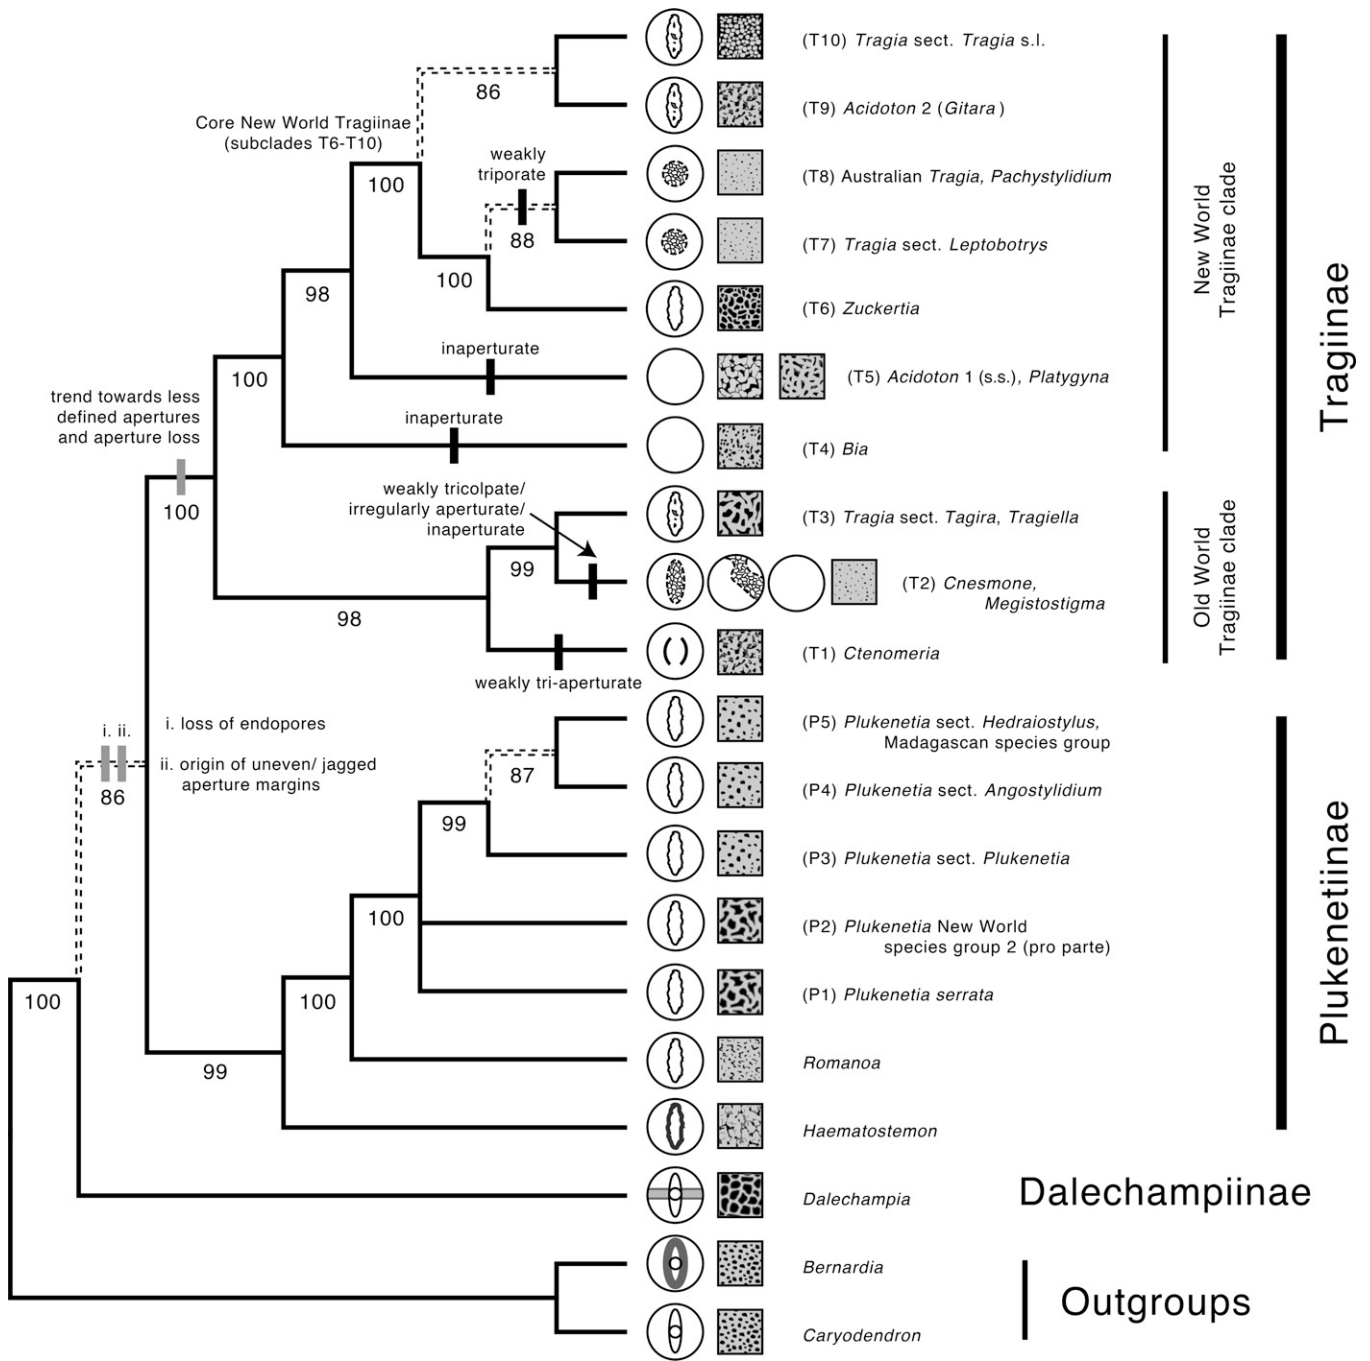 (T10) Tragia sect. Tragia s.l.
86
(T9) Acidoton 2 (Gitara)
Core New World Tragiinae
(subclades T6-T10)
weakly
triporate
100
(T8) Australian Tragia, Pachystylidium
88
(T7) Tragia sect. Leptobotrys
New World
Tragiinae clade
100
98
(T6) Zuckertia
inaperturate
(T5) Acidoton 1 (s.s.), Platygyna
100
trend towards less
defined apertures
and aperture loss
inaperturate
(T4) Bia
Tragiinae
100
weakly tricolpate/
irregularly aperturate/
inaperturate
(T3) Tragia sect. Tagira, Tragiella
99
(T2) Cnesmone,
Megistostigma
Old World
Tragiinae clade
98
(T1) Ctenomeria
weakly tri-aperturate
i. ii.
i. loss of endopores
ii. origin of uneven/ jagged
aperture margins
86
(P5) Plukenetia sect. Hedraiostylus,
Madagascan species group
87
(P4) Plukenetia sect. Angostylidium
99
(P3) Plukenetia sect. Plukenetia
100
(P2) Plukenetia New World
species group 2 (pro parte)
Plukenetiinae
100
100
(P1) Plukenetia serrata
99
Romanoa
Haematostemon
Dalechampia
Dalechampiinae
Bernardia
Outgroups
Caryodendron